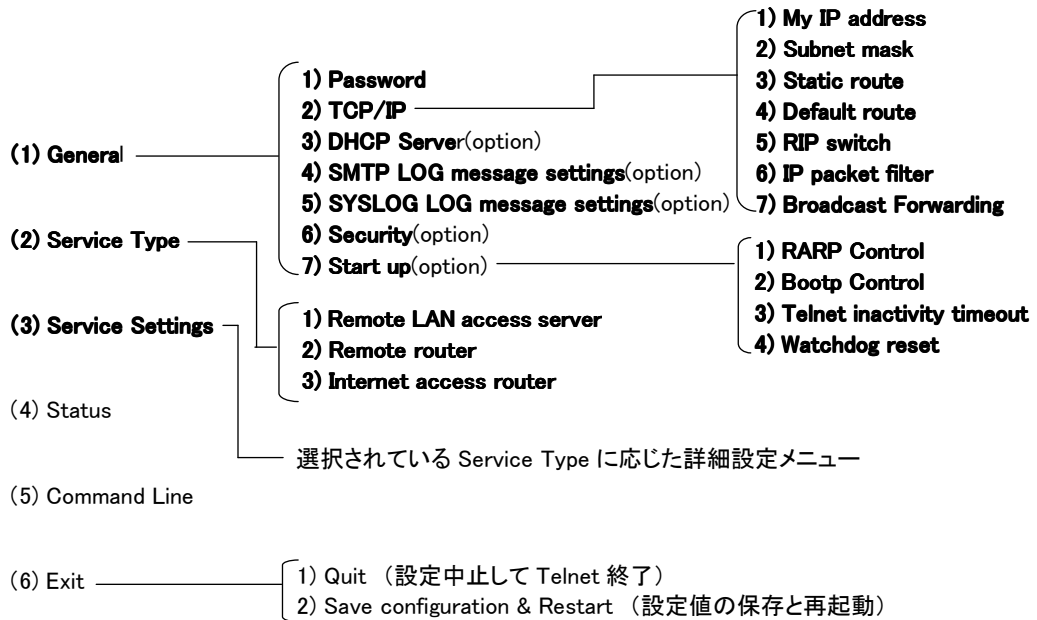 (1) General
1) Password
2) TCP/IP
3) DHCP Server(option)
4) SMTP LOG message settings(option)
5) SYSLOG LOG message settings(option)
6) Security(option)
7) Start up(option)
1) My IP address
2) Subnet mask
3) Static route
4) Default route
5) RIP switch
6) IP packet filter
7) Broadcast Forwarding
1) RARP Control
2) Bootp Control
3) Telnet inactivity timeout
4) Watchdog reset
(2) Service Type
1) Remote LAN access server
2) Remote router
3) Internet access router
(3) Service Settings
選択されている Service Type に応じた詳細設定メニュー
(4) Status
(5) Command Line
(6) Exit
1) Quit （設定中止して Telnet 終了）
2) Save configuration & Restart （設定値の保存と再起動）